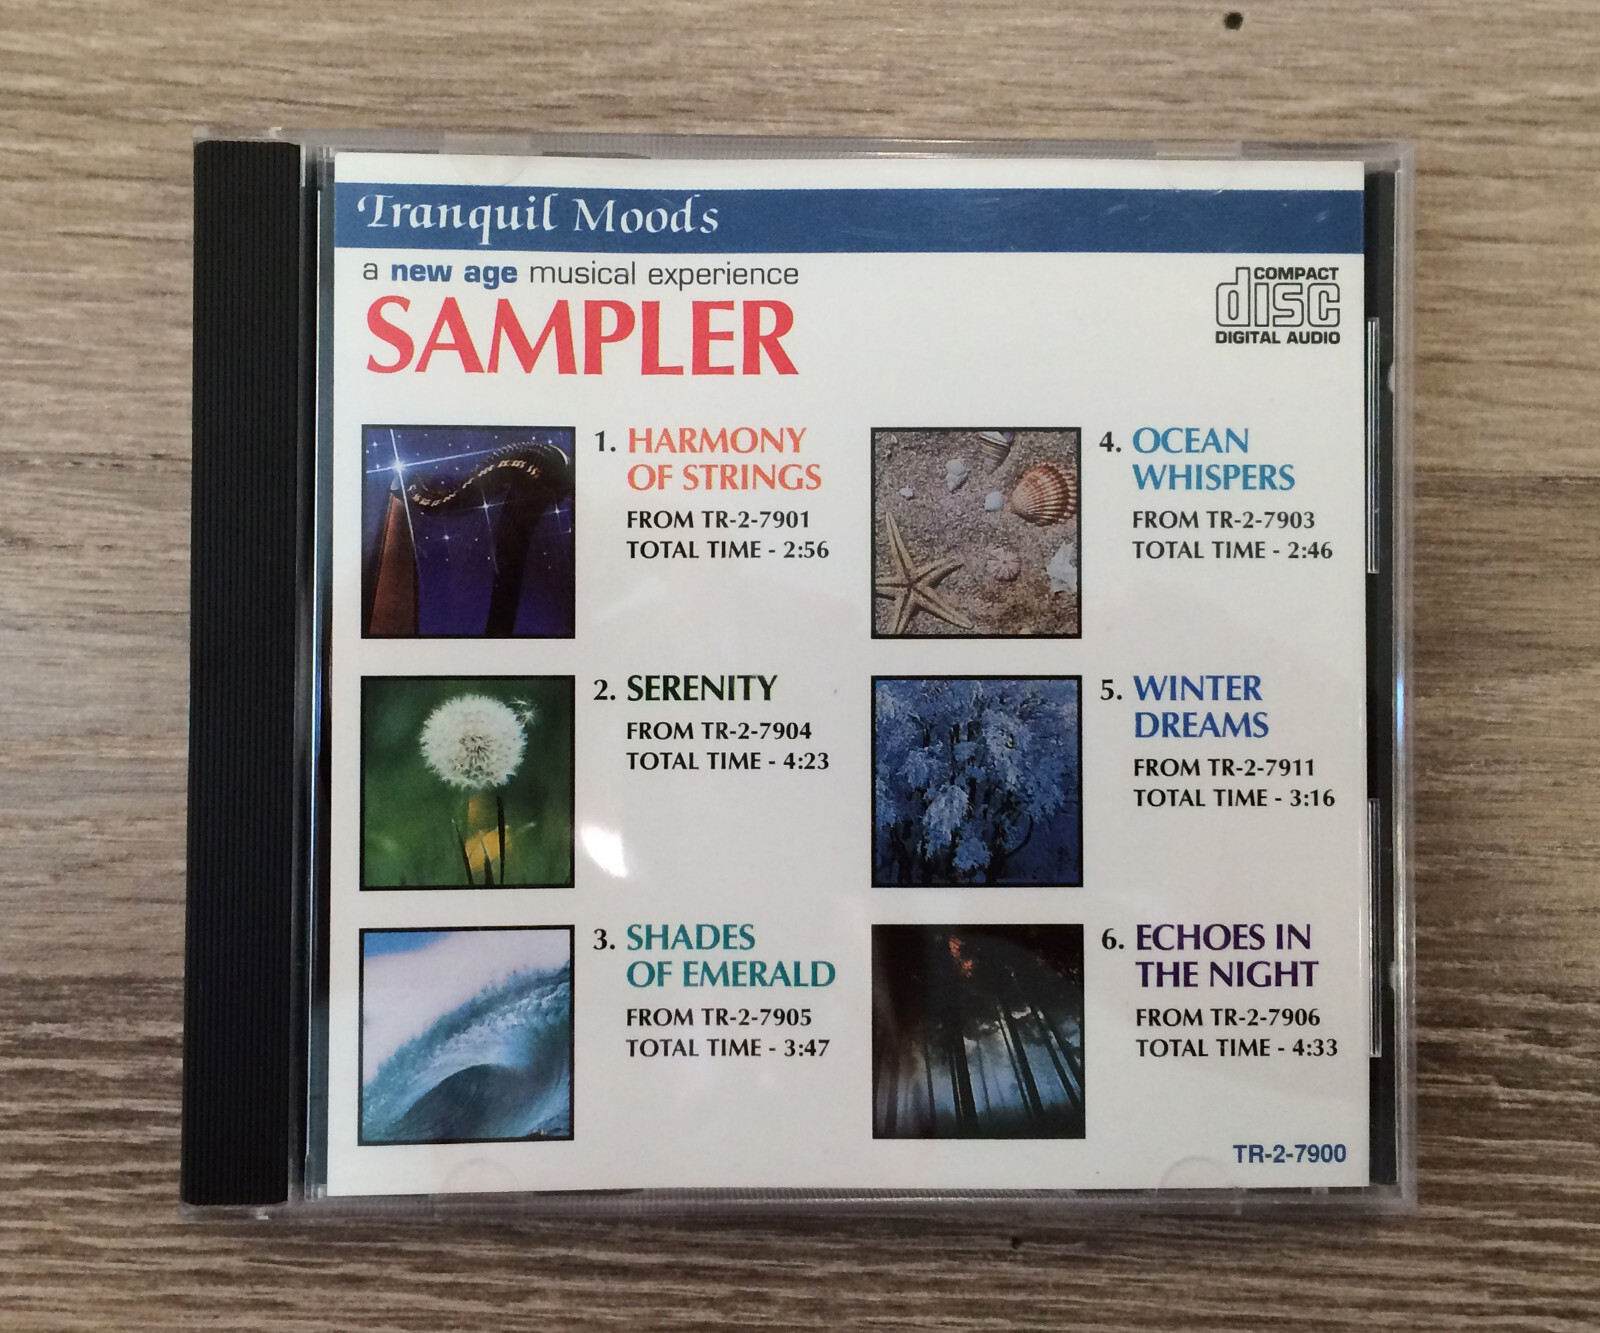 Tranquil Moods
a new age musical experience
SAMPLER
COMPACT
disc
DIGITAL AUDIO
1. HARMONY
OF STRINGS
FROM TR-2-7901
TOTAL TIME - 2:56
2. SERENITY
FROM TR-2-7904
TOTAL TIME - 4:23
3. SHADES
OF EMERALD
FROM TR-2-7905
TOTAL TIME - 3:47
4. OCEAN
WHISPERS
FROM TR-2-7903
TOTAL TIME - 2:46
5. WINTER
DREAMS
FROM TR-2-7911
TOTAL TIME - 3:16
6. ECHOES IN
THE NIGHT
FROM TR-2-7906
TOTAL TIME - 4:33
TR-2-7900